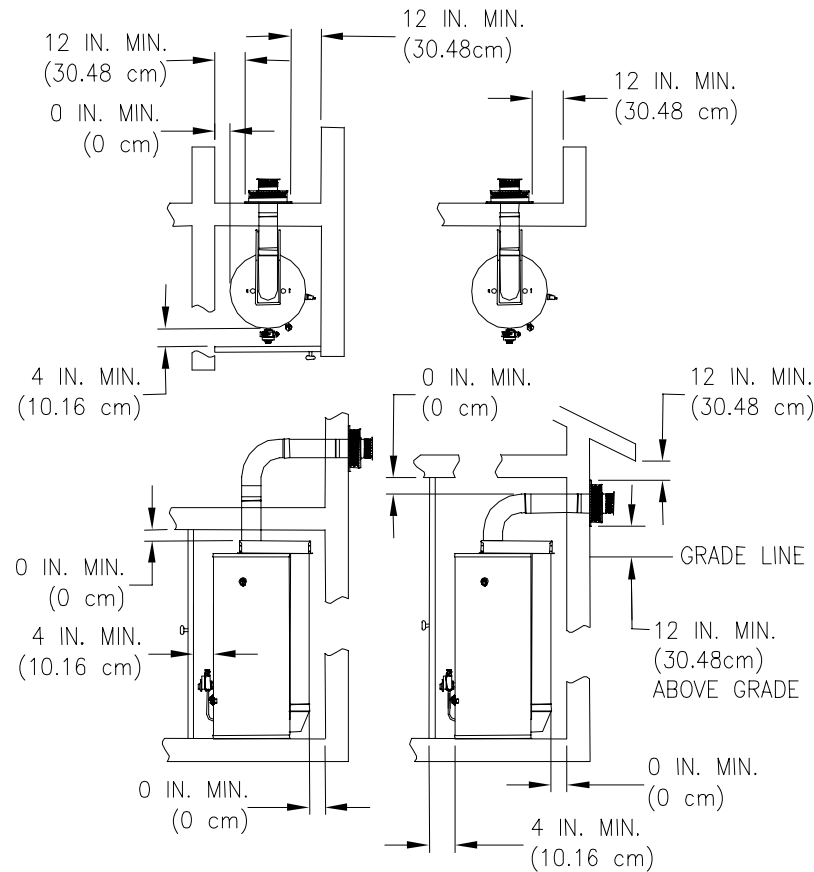 12 IN. MIN.
(30.48cm)
12 IN. MIN.
(30.48 cm)
0 IN. MIN.
(0 cm)
12 IN. MIN.
(30.48 cm)
4 IN. MIN.
(10.16 cm)
0 IN. MIN.
(0 cm)
12 IN. MIN.
(30.48 cm)
GRADE LINE
0 IN. MIN.
(0 cm)
4 IN. MIN.
(10.16 cm)
12 IN. MIN.
(30.48cm)
ABOVE GRADE
0 IN. MIN.
(0 cm)
0 IN. MIN.
(0 cm)
4 IN. MIN.
(10.16 cm)